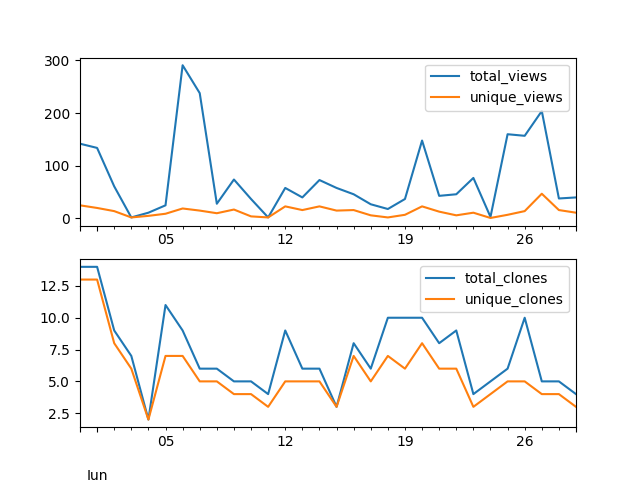 300
200
100
0
total_views
unique_views
05 12 19 26
12.5
10.0
7.5
5.0
2.5
total_clones
unique_clones
05 12 19 26
Jun